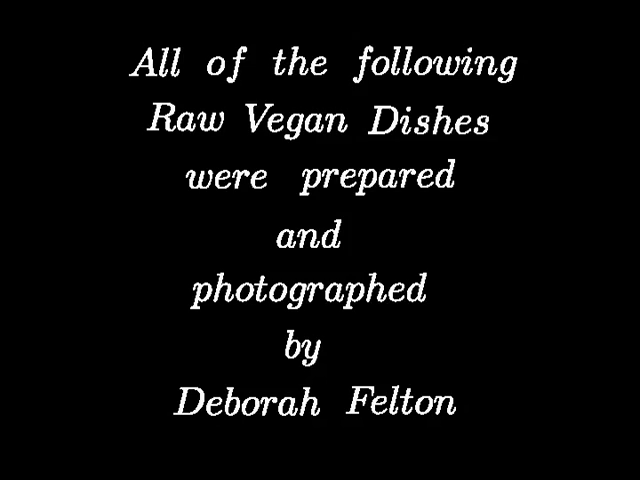 All of the following
Raw Vegan Dishes
were prepared
and
photographed
by
Deborah Felton